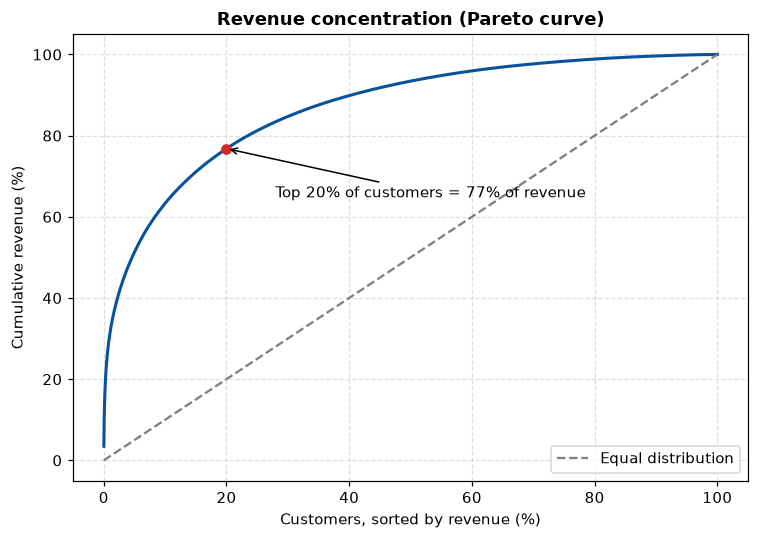 Revenue concentration (Pareto curve)
Cumulative revenue (%)
100
80
60
40
20
0
Top 20% of customers = 77% of revenue
Equal distribution
0 20 40 60 80 100
Customers, sorted by revenue (%)